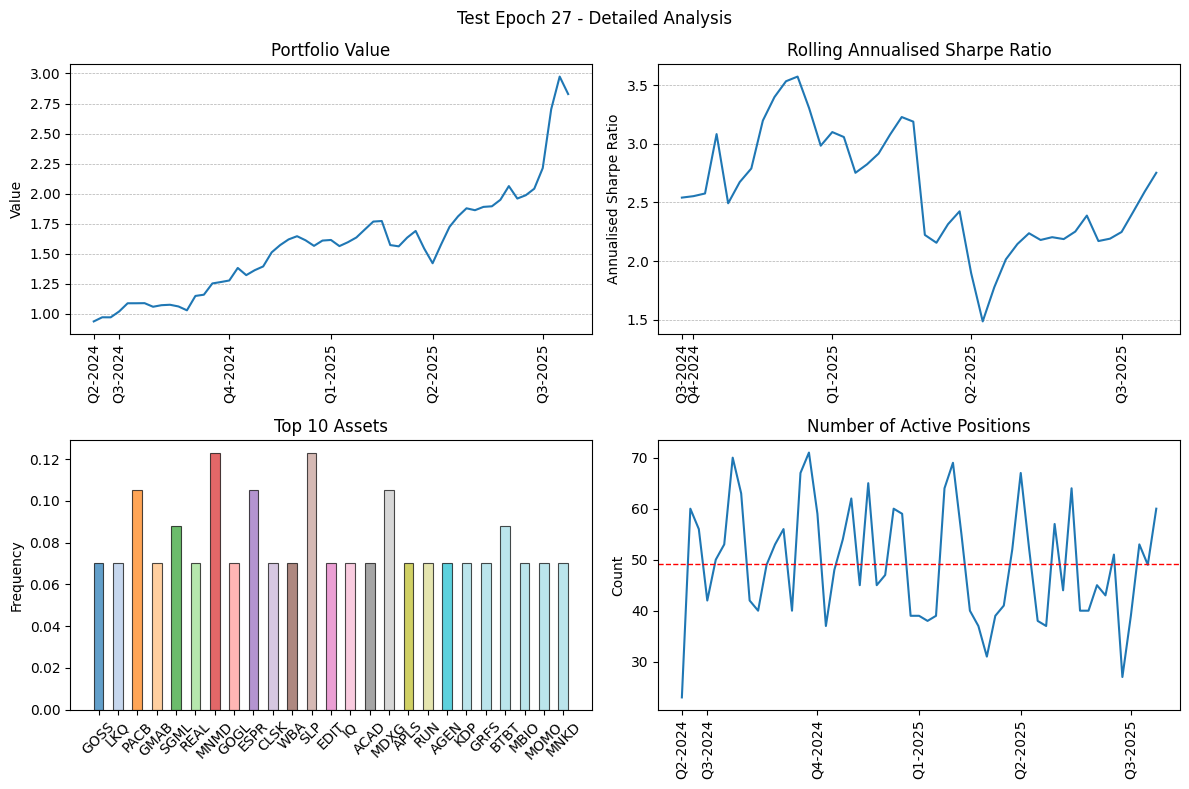 Test Epoch 27 - Detailed Analysis
Portfolio Value
Value
3.00
2.75
2.50
2.25
2.00
1.75
1.50
1.25
1.00
Q2-2024
Q3-2024
Q4-2024
Q1-2025
Q2-2025
Q3-2025
Rolling Annualised Sharpe Ratio
Annualised Sharpe Ratio
3.5
3.0
2.5
2.0
1.5
Q3-2024
Q4-2024
Q1-2025
Q2-2025
Q3-2025
Top 10 Assets
Frequency
0.12
0.10
0.08
0.06
0.04
0.02
0.00
GOSS
LKQ
PACB
GMAB
SGML
REAL
MNMD
GOGL
ESPR
CLSK
WBA
SLP
EDIT
IQ
ACAD
MDXG
APLS
RUN
AGEN
KDP
GRFS
BTBT
MBIO
MOMO
MNKD
Number of Active Positions
Count
70
60
50
40
30
Q2-2024
Q3-2024
Q4-2024
Q1-2025
Q2-2025
Q3-2025